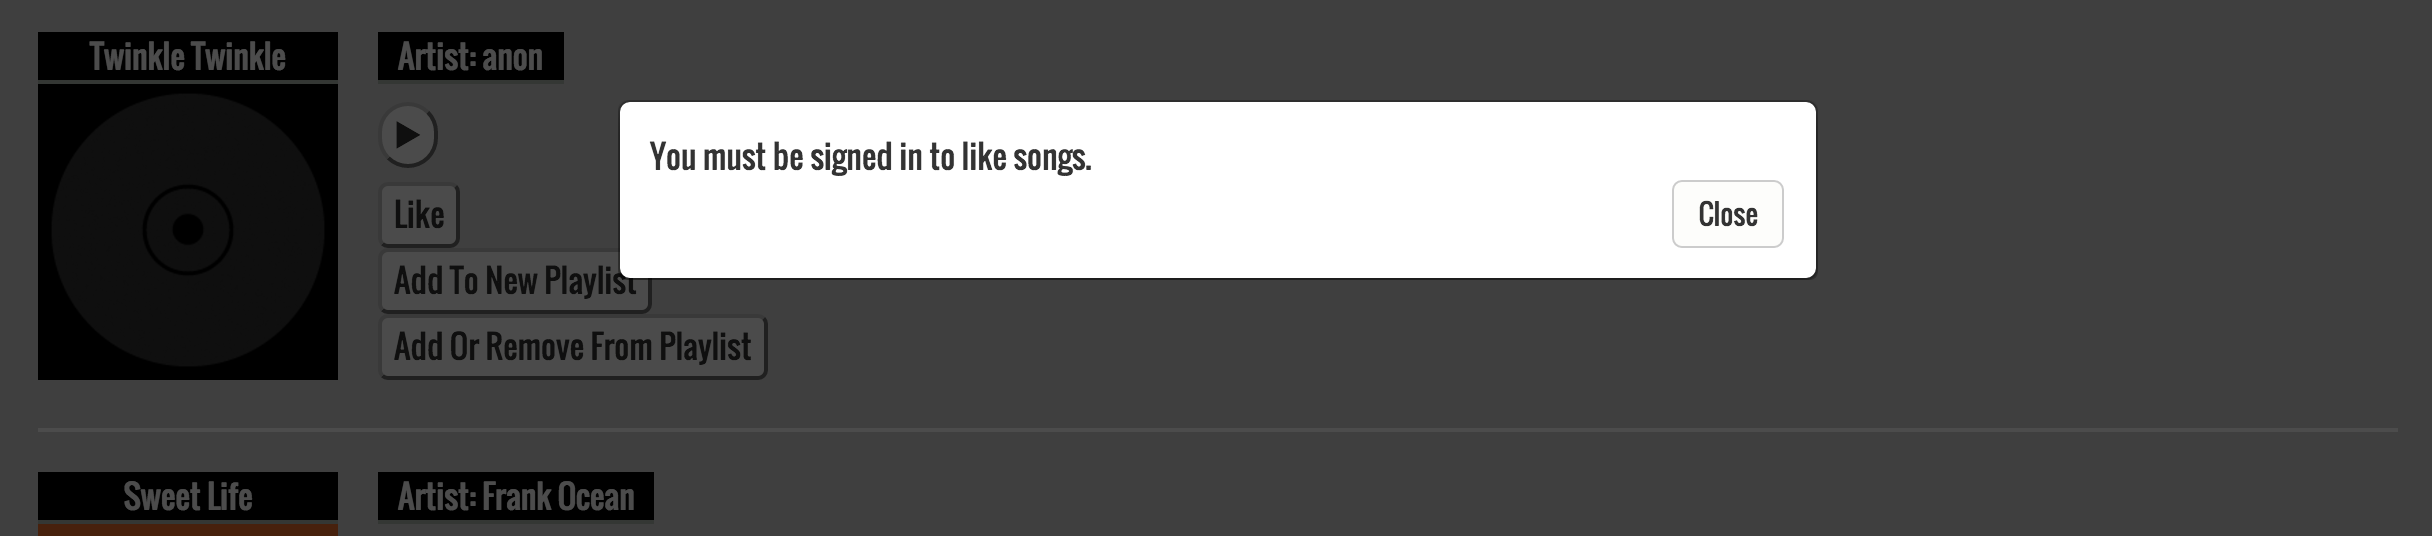 Twinkle Twinkle
Artist: anon
You must be signed in to like songs.
Close
Like
Add To New Playlist
Add Or Remove From Playlist
Sweet Life
Artist: Frank Ocean